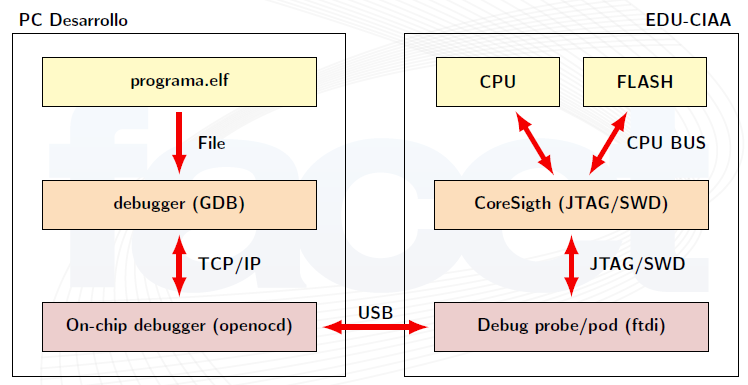 PC Desarrollo
EDU-CIAA
programa.elf
CPU
FLASH
File
CPU BUS
debugger (GDB)
CoreSigth (JTAG/SWD)
TCP/IP
JTAG/SWD
On-chip debugger (openocd)
USB
Debug probe/pod (ftdi)
facet